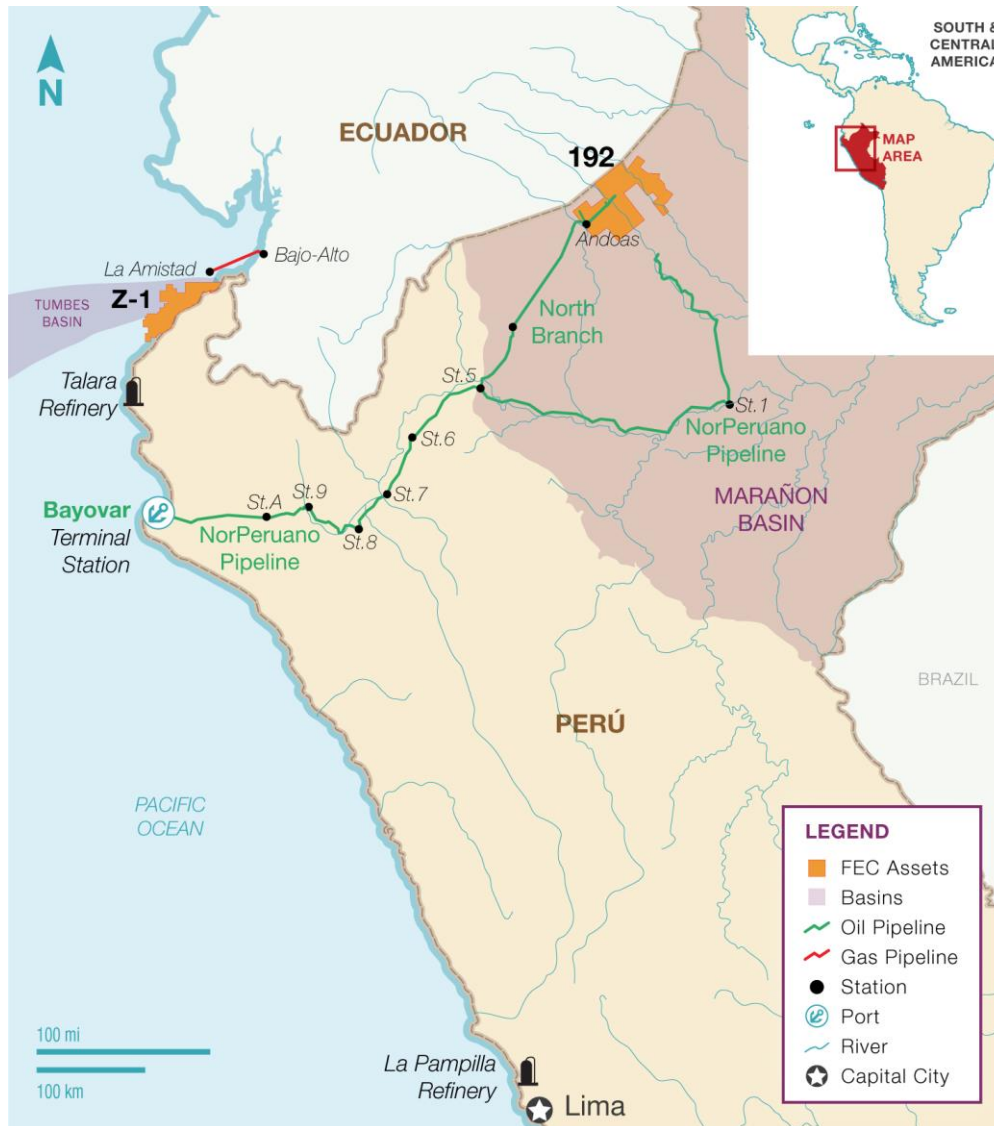 N
SOUTH &
CENTRAL
AMERICA
MAP
AREA
ECUADOR
192
Andoas
La Amistad
Bajo-Alto
TUMBES
BASIN
Z-1
North
Branch
Talara
Refinery
St.5
St.1
St.6
NorPeruano
Pipeline
St.7
MARAÑON
BASIN
Bayovar
Terminal
Station
St.A
St.9
St.8
NorPeruano
Pipeline
BRAZIL
PERÚ
PACIFIC
OCEAN
LEGEND
FEC Assets
Basins
Oil Pipeline
Gas Pipeline
Station
Port
River
Capital City
100 mi
100 km
La Pampilla
Refinery
Lima